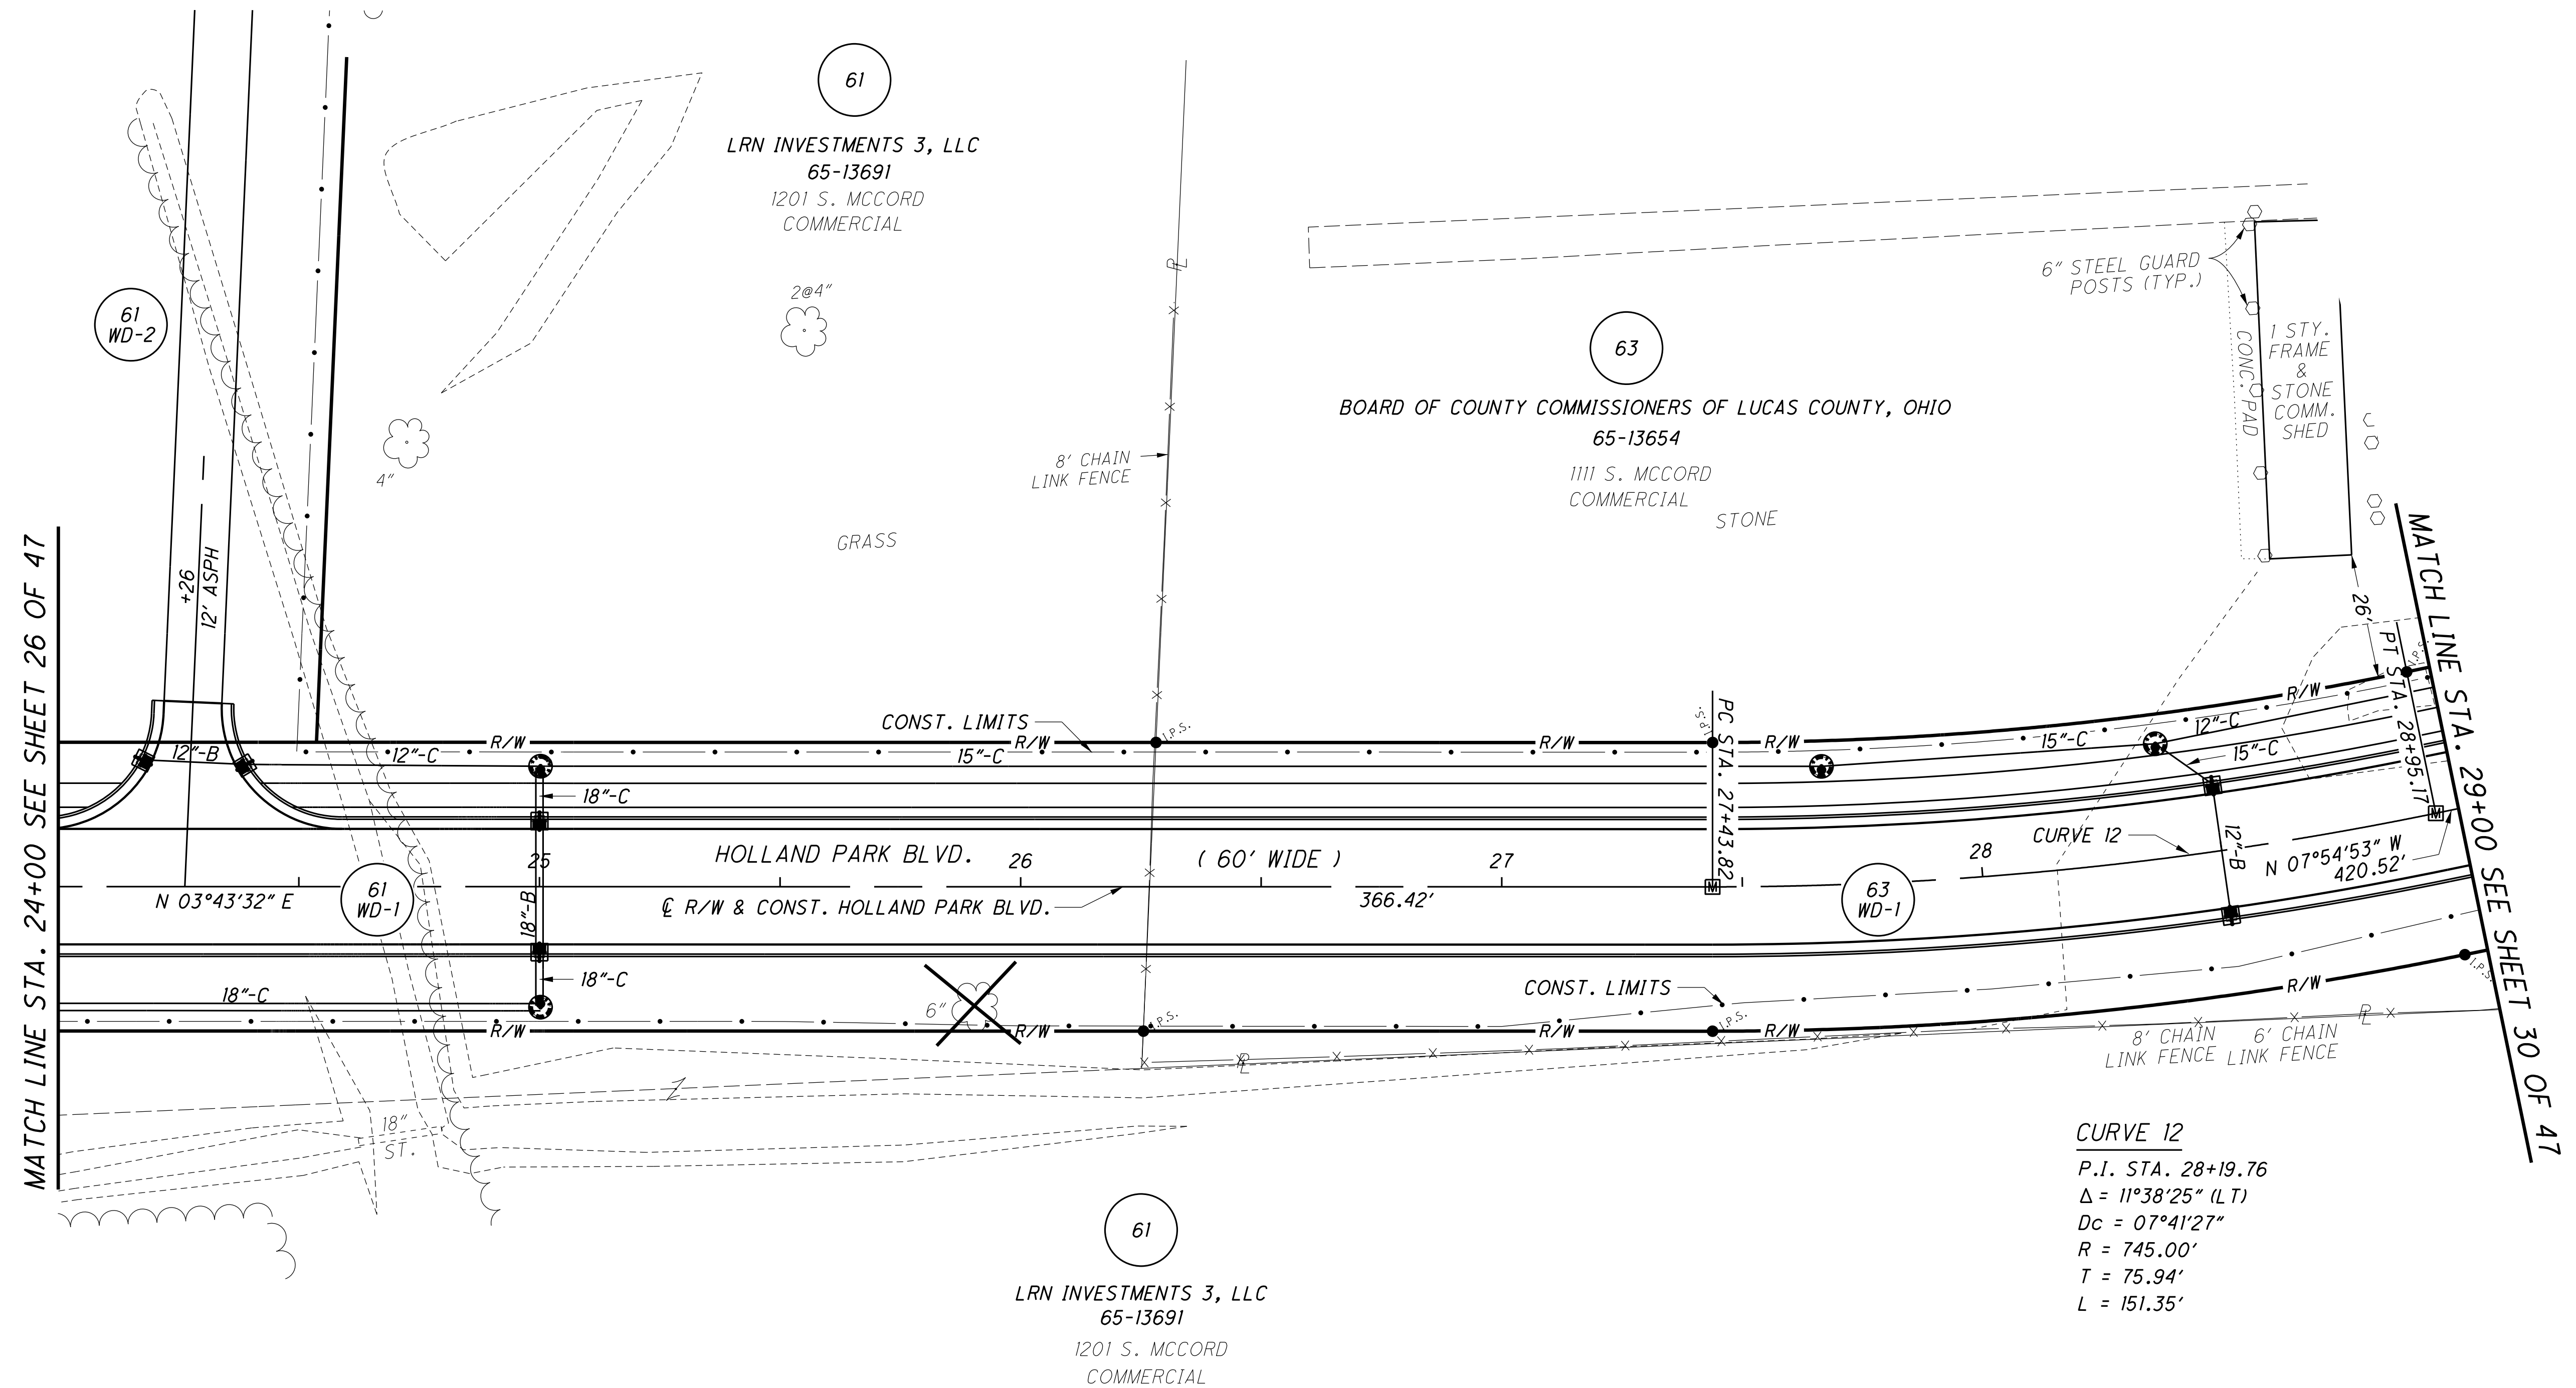 61
LRN INVESTMENTS 3, LLC
65-13691
1201 S. MCCORD
COMMERCIAL
61
WD-2
2@4"
4"
GRASS
8' CHAIN
LINK FENCE
PL
63
BOARD OF COUNTY COMMISSIONERS OF LUCAS COUNTY, OHIO
65-13654
1111 S. MCCORD
COMMERCIAL
STONE
6" STEEL GUARD
POSTS (TYP.)
CONC. PAD
1 STY.
FRAME
&
STONE
COMM.
SHED
26'
MATCH LINE STA. 24+00 SEE SHEET 26 OF 47
+26
12' ASPH
12"-B
12"-C
R/W
CONST. LIMITS
15"-C
R/W
I.P.S.
R/W
I.P.S.
R/W
PC STA. 27+43.82
15"-C
12"-C
15"-C
R/W
I.P.S.
PT STA. 28+95.17
MATCH LINE STA. 29+00 SEE SHEET 30 OF 47
18"-C
25
HOLLAND PARK BLVD.
26
( 60' WIDE )
27
CURVE 12
28
12"-B
N 07°54'53" W
420.52'
N 03°43'32" E
61
WD-1
18"-B
CL R/W & CONST. HOLLAND PARK BLVD.
366.42'
M
63
WD-1
M
18"-C
18"-C
6"
CONST. LIMITS
R/W
R/W
I.P.S.
R/W
I.P.S.
R/W
R/W
I.P.S.
PL
PL
8' CHAIN
LINK FENCE
6' CHAIN
LINK FENCE
18"
ST.
61
LRN INVESTMENTS 3, LLC
65-13691
1201 S. MCCORD
COMMERCIAL
CURVE 12
P.I. STA. 28+19.76
Δ = 11°38'25" (LT)
Dc = 07°41'27"
R = 745.00'
T = 75.94'
L = 151.35'